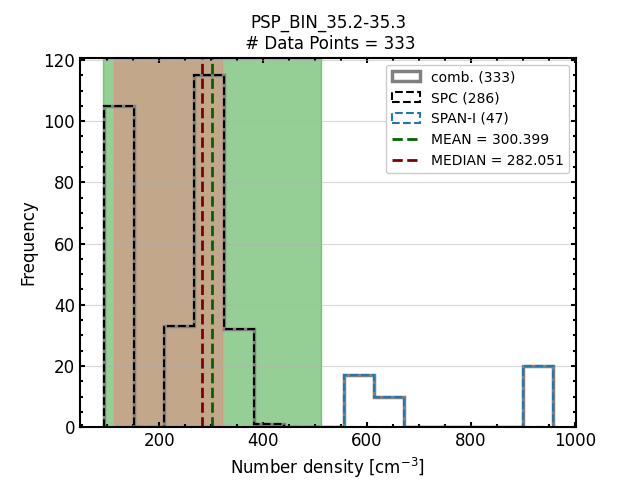 PSP_BIN_35.2-35.3
# Data Points = 333
comb. (333)
SPC (286)
SPAN-I (47)
MEAN = 300.399
MEDIAN = 282.051
Frequency
120
100
80
60
40
20
0
200
400
600
800
1000
Number density [cm⁻³]